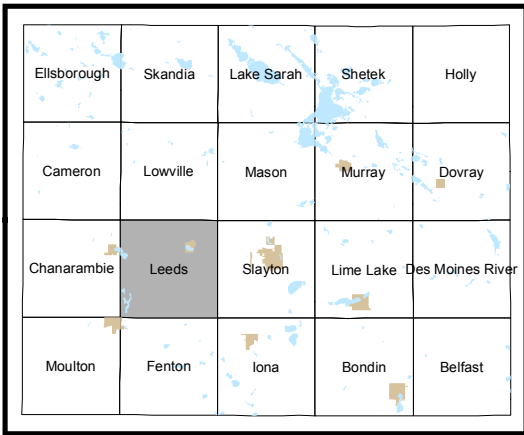 Ellsborough Skandia Lake Sarah Shetek Holly
Cameron Lowville Mason Murray Dovray
Chanarambie Leeds Slayton Lime Lake Des Moines River
Moulton Fenton Iona Bondin Belfast